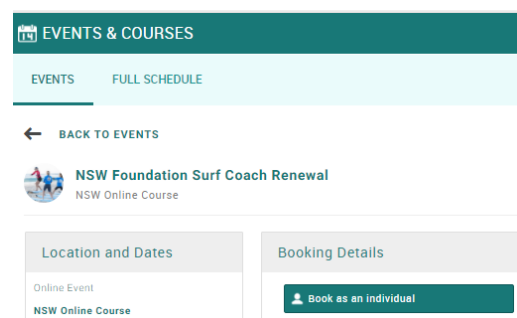 EVENTS & COURSES
EVENTS FULL SCHEDULE
BACK TO EVENTS
NSW Foundation Surf Coach Renewal
NSW Online Course
Location and Dates
Online Event
NSW Online Course
Booking Details
Book as an individual